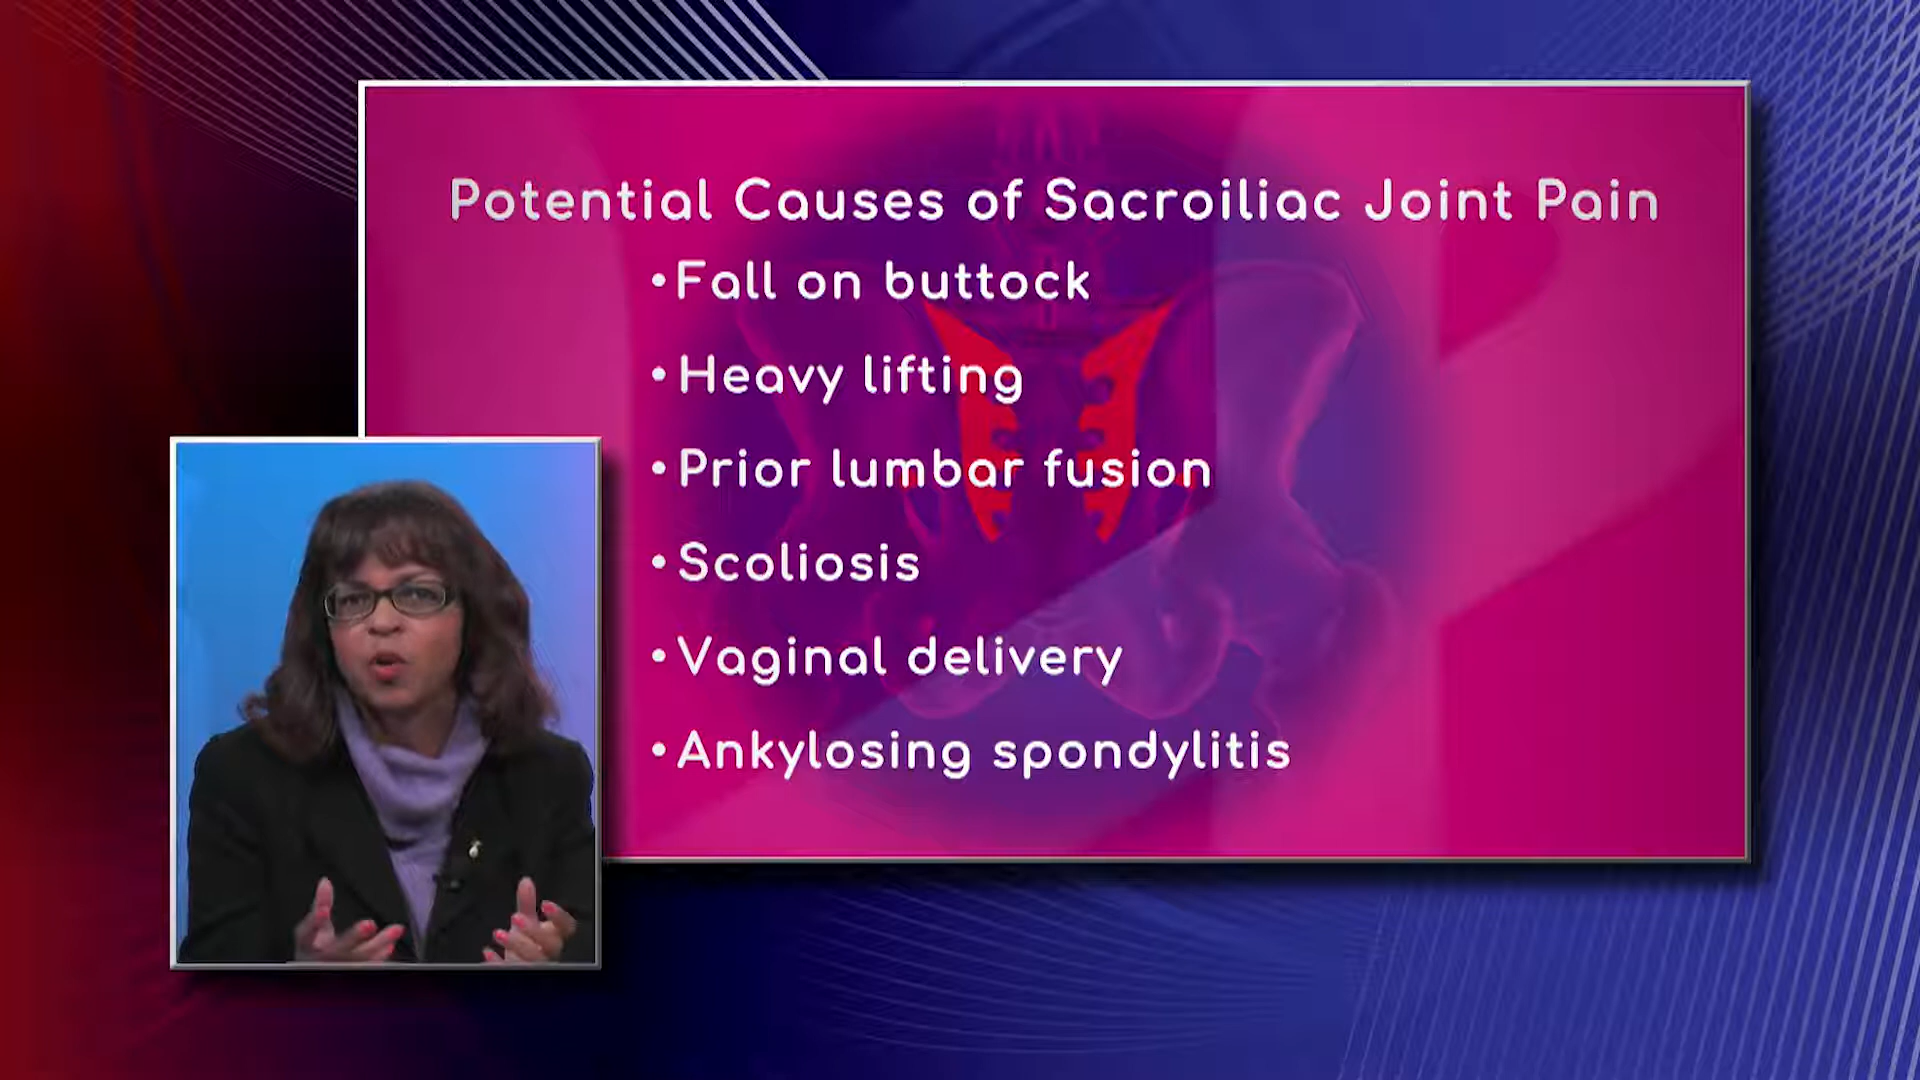 Potential Causes of Sacroiliac Joint Pain
•Fall on buttock
•Heavy lifting
•Prior lumbar fusion
•Scoliosis
•Vaginal delivery
•Ankylosing spondylitis